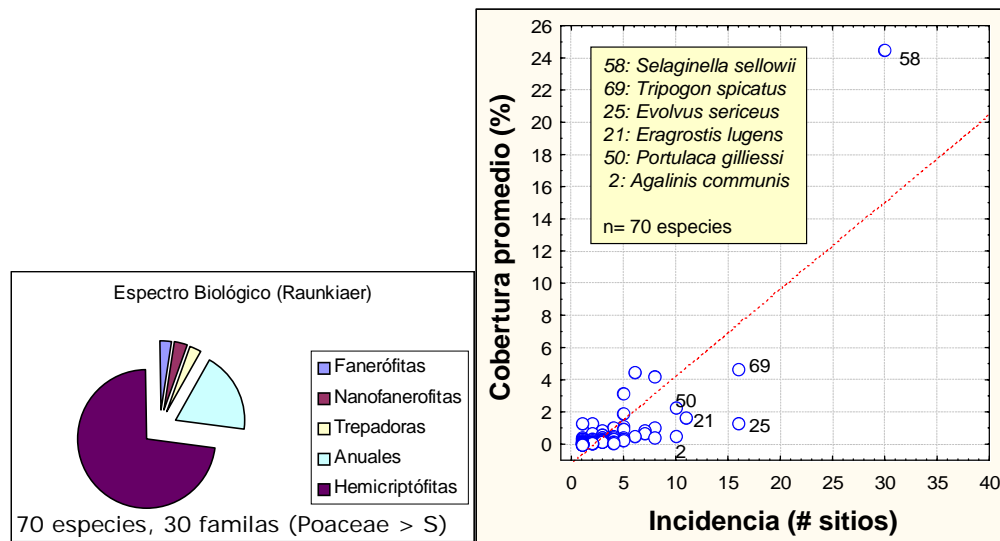 Espectro Biológico (Raunkiaer)
Fanerófitas
Nanofanerofitas
Trepadoras
Anuales
Hemicriptófitas
70 especies, 30 familas (Poaceae > S)
Cobertura promedio (%)
26
24
22
20
18
16
14
12
10
8
6
4
2
0
58: Selaginella sellowii
69: Tripogon spicatus
25: Evolvus sericeus
21: Eragrostis lugens
50: Portulaca gilliessi
2: Agalinis communis
n= 70 especies
58
69
50
21
25
2
0 5 10 15 20 25 30 35 40
Incidencia (# sitios)